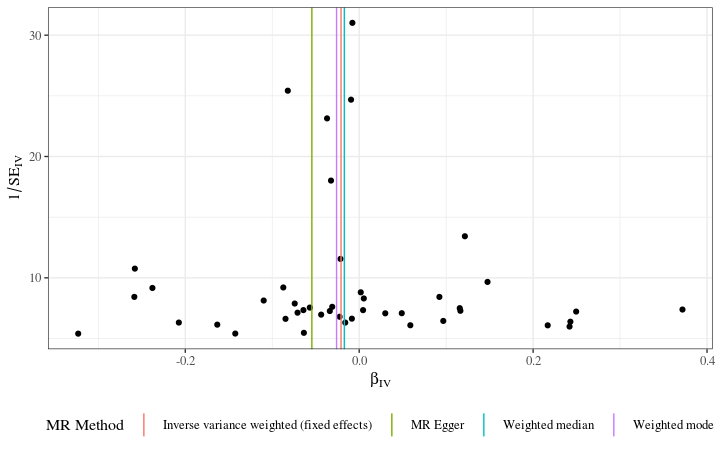 30
20
10
1/SE_IV
-0.2
0.0
0.2
0.4
β_IV
MR Method Inverse variance weighted (fixed effects) MR Egger Weighted median Weighted mode